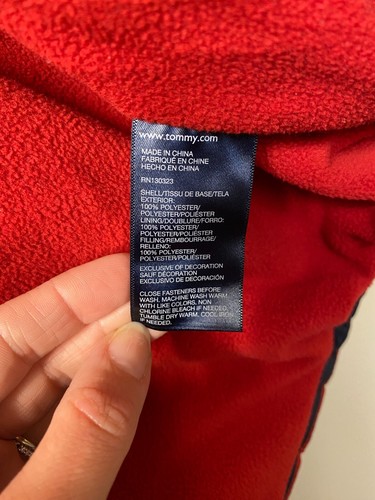 www.tommy.com
MADE IN CHINA
FABRIQUÉ EN CHINE
HECHO EN CHINA
RN130323
SHELL/TISSU DE BASE/TELA
EXTERIOR:
100% POLYESTER/
POLYESTER/POLIÉSTER
LINING/DOUBLURE/FORRO:
100% POLYESTER/
POLYESTER/POLIÉSTER
FILLING/REMBOURRAGE/
RELLENO:
100% POLYESTER/
POLYESTER/POLIÉSTER
EXCLUSIVE OF DECORATION
SAUF DÉCORATION
EXCLUSIVO DE DECORACIÓN
CLOSE FASTENERS BEFORE
WASH, MACHINE WASH WARM
WITH LIKE COLORS, NON
CHLORINE BLEACH IF NEEDED,
TUMBLE DRY WARM, COOL IRON
IF NEEDED.